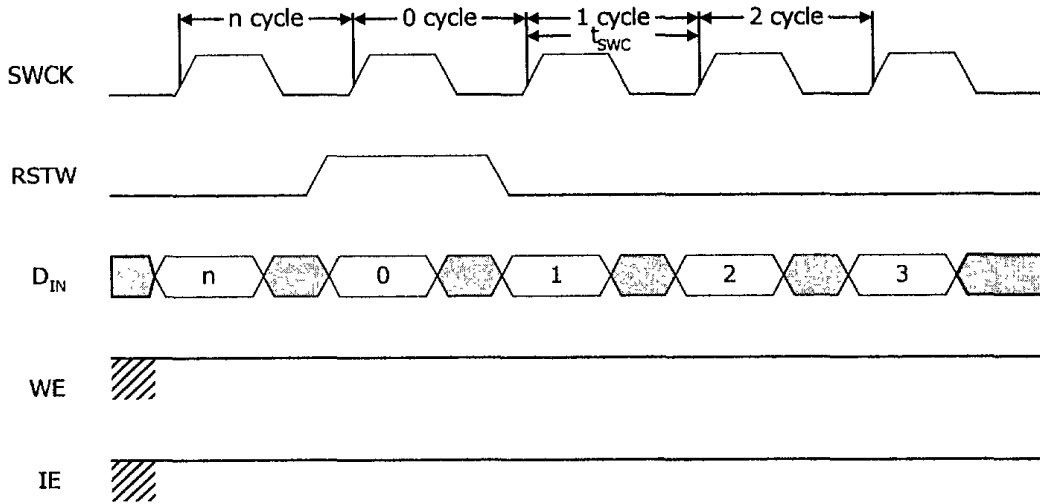 n cycle 0 cycle 1 cycle 2 cycle
tSWC
SWCK
RSTW
DIN n 0 1 2 3
WE
IE